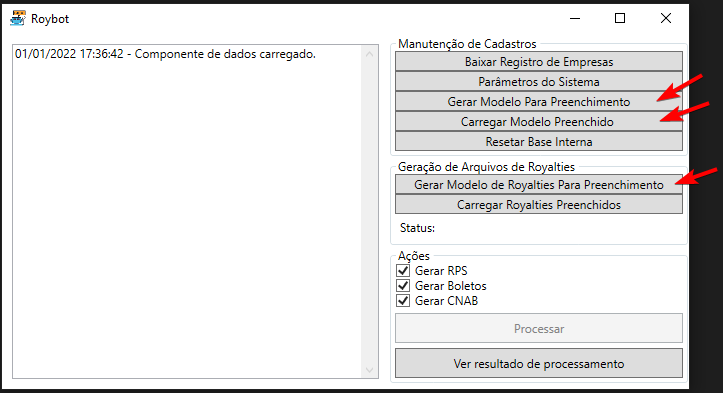 Roybot
01/01/2022 17:36:42 - Componente de dados carregado.
Manutenção de Cadastros
Baixar Registro de Empresas
Parâmetros do Sistema
Gerar Modelo Para Preenchimento
Carregar Modelo Preenchido
Resetar Base Interna
Geração de Arquivos de Royalties
Gerar Modelo de Royalties Para Preenchimento
Carregar Royalties Preenchidos
Status:
Ações
Gerar RPS
Gerar Boletos
Gerar CNAB
Processar
Ver resultado de processamento